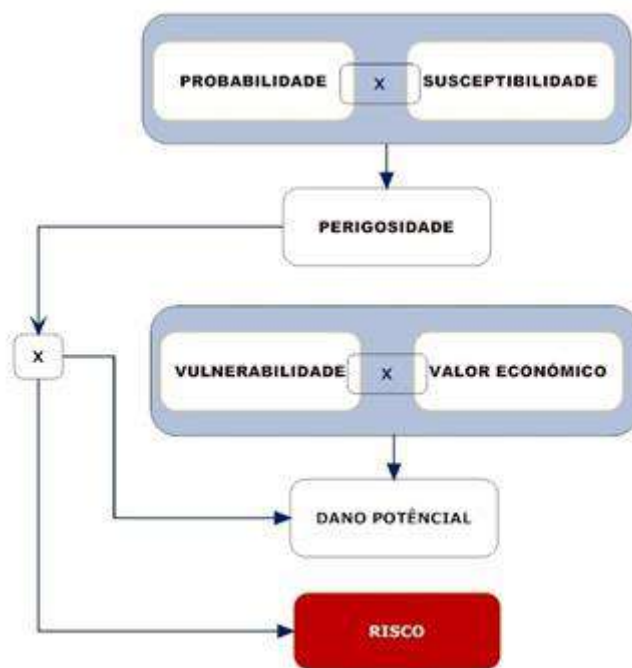 PROBABILIDADE X SUSCEPTIBILIDADE
PERIGOSIDADE
X
VULNERABILIDADE X VALOR ECONÓMICO
DANO POTÊNCIAL
RISCO